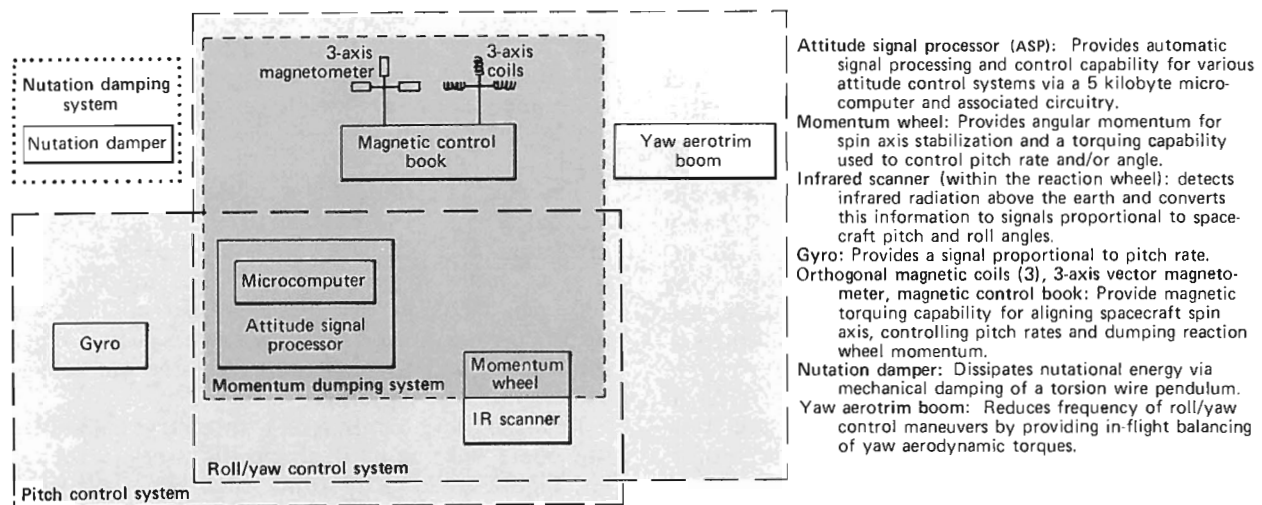 3-axis
magnetometer
3-axis
coils
Nutation damping
system
Nutation damper
Magnetic control
book
Yaw aerotrim
boom
Microcomputer
Attitude signal
processor
Gyro
Momentum dumping system
Momentum
wheel
IR scanner
Roll/yaw control system
Pitch control system
Attitude signal processor (ASP): Provides automatic
signal processing and control capability for various
attitude control systems via a 5 kilobyte micro-
computer and associated circuitry.
Momentum wheel: Provides angular momentum for
spin axis stabilization and a torquing capability
used to control pitch rate and/or angle.
Infrared scanner (within the reaction wheel): detects
infrared radiation above the earth and converts
this information to signals proportional to space-
craft pitch and roll angles.
Gyro: Provides a signal proportional to pitch rate.
Orthogonal magnetic coils (3), 3-axis vector magneto-
meter, magnetic control book: Provide magnetic
torquing capability for aligning spacecraft spin
axis, controlling pitch rates and dumping reaction
wheel momentum.
Nutation damper: Dissipates nutational energy via
mechanical damping of a torsion wire pendulum.
Yaw aerotrim boom: Reduces frequency of roll/yaw
control maneuvers by providing in-flight balancing
of yaw aerodynamic torques.